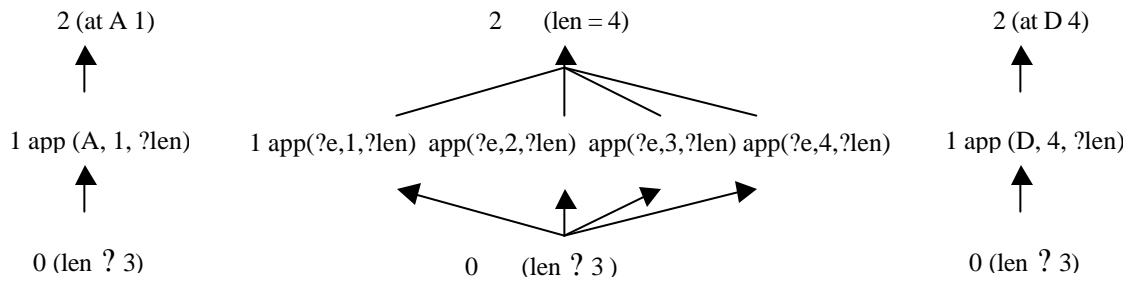 2 (at A 1) 2 (len = 4) 2 (at D 4)
1 app (A, 1, ?len) 1 app(?e,1,?len) app(?e,2,?len) app(?e,3,?len) app(?e,4,?len) 1 app (D, 4, ?len)
0 (len ? 3) 0 (len ? 3 ) 0 (len ? 3)